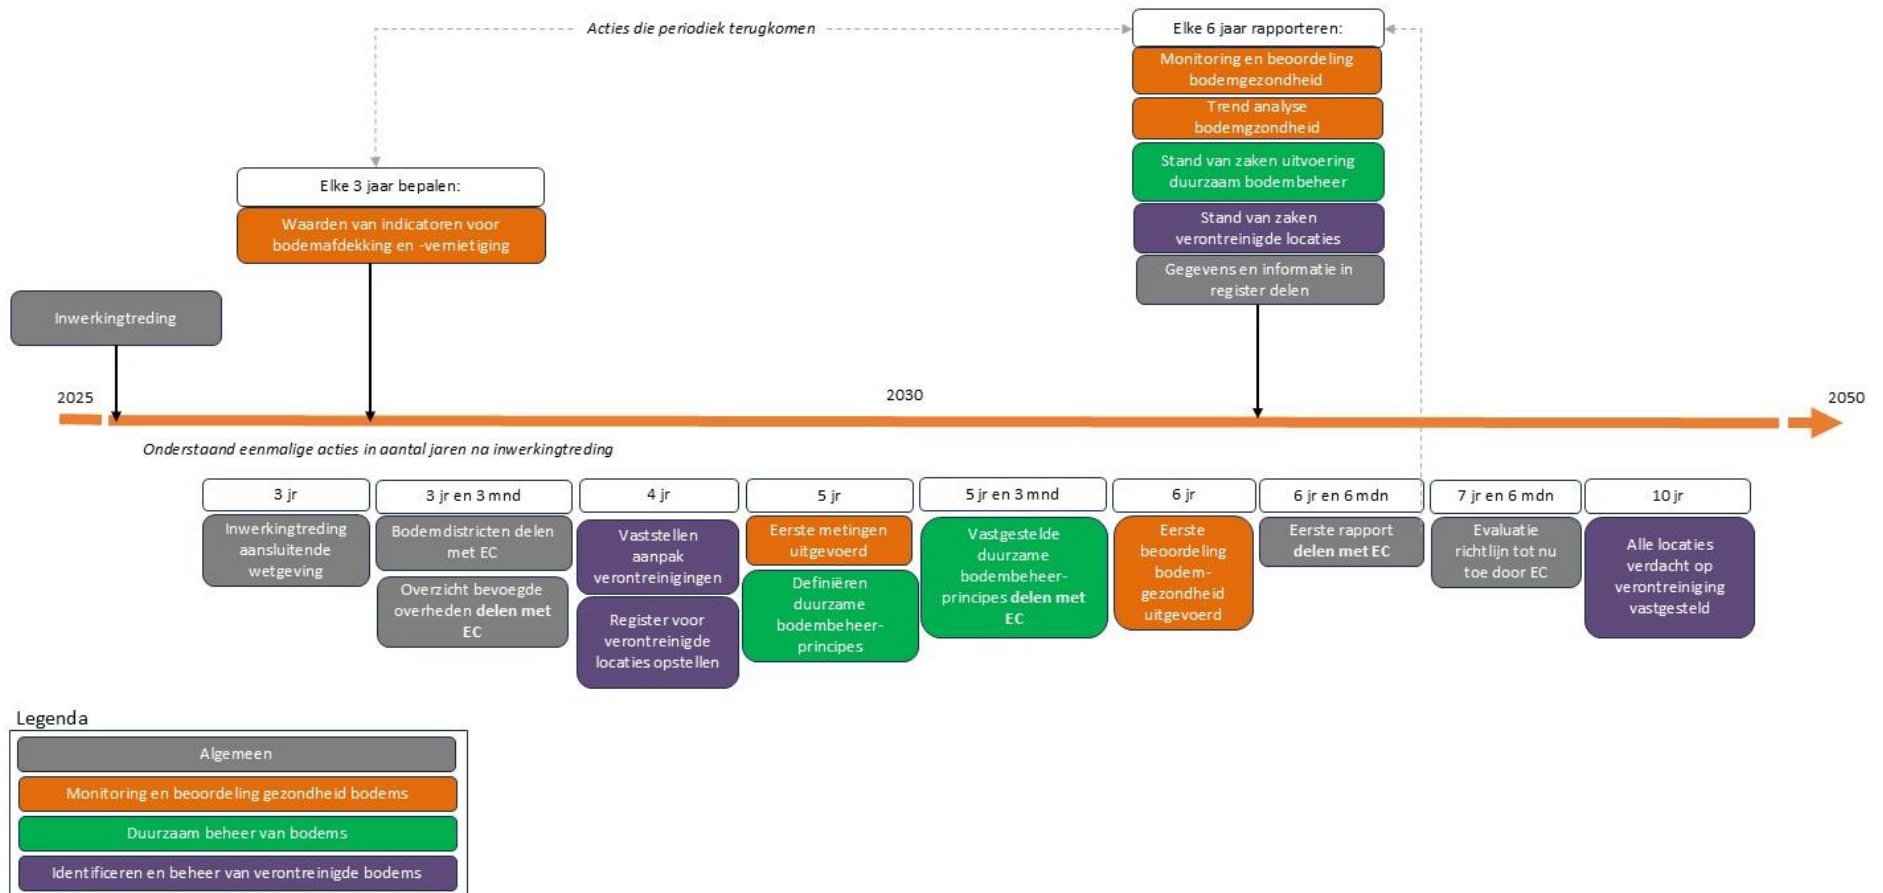 Acties die periodiek terugkomen
Elke 6 jaar rapporteren:
Monitoring en beoordeling
bodemgezondheid
Trend analyse
bodemgzondheid
Stand van zaken uitvoering
duurzaam bodembeheer
Stand van zaken
verontreinigde locaties
Gegevens en informatie in
register delen
Elke 3 jaar bepalen:
Waarden van indicatoren voor
bodemafdekking en -vernietiging
Inwerkingtreding
2025
2030
2050
Onderstaand eenmalige acties in aantal jaren na inwerkingtreding
3 jr
Inwerkingtreding
aansluitende
wetgeving
3 jr en 3 mnd
Bodemdistricten delen
met EC
Overzicht bevoegde
overheden delen met
EC
4 jr
Vaststellen
aanpak
verontreinigingen
Register voor
verontreinigde
locaties opstellen
5 jr
Eerste metingen
uitgevoerd
Definiëren
duurzame
bodembeheer-
principes
5 jr en 3 mnd
Vastgestelde
duurzame
bodembeheer-
principes delen met
EC
6 jr
Eerste
beoordeling
bodem-
gezondheid
uitgevoerd
6 jr en 6 mdn
Eerste rapport
delen met EC
7 jr en 6 mdn
Evaluatie
richtlijn tot nu
toe door EC
10 jr
Alle locaties
verdacht op
verontreiniging
vastgesteld
Legenda
Algemeen
Monitoring en beoordeling gezondheid bodems
Duurzaam beheer van bodems
Identificeren en beheer van verontreinigde bodems